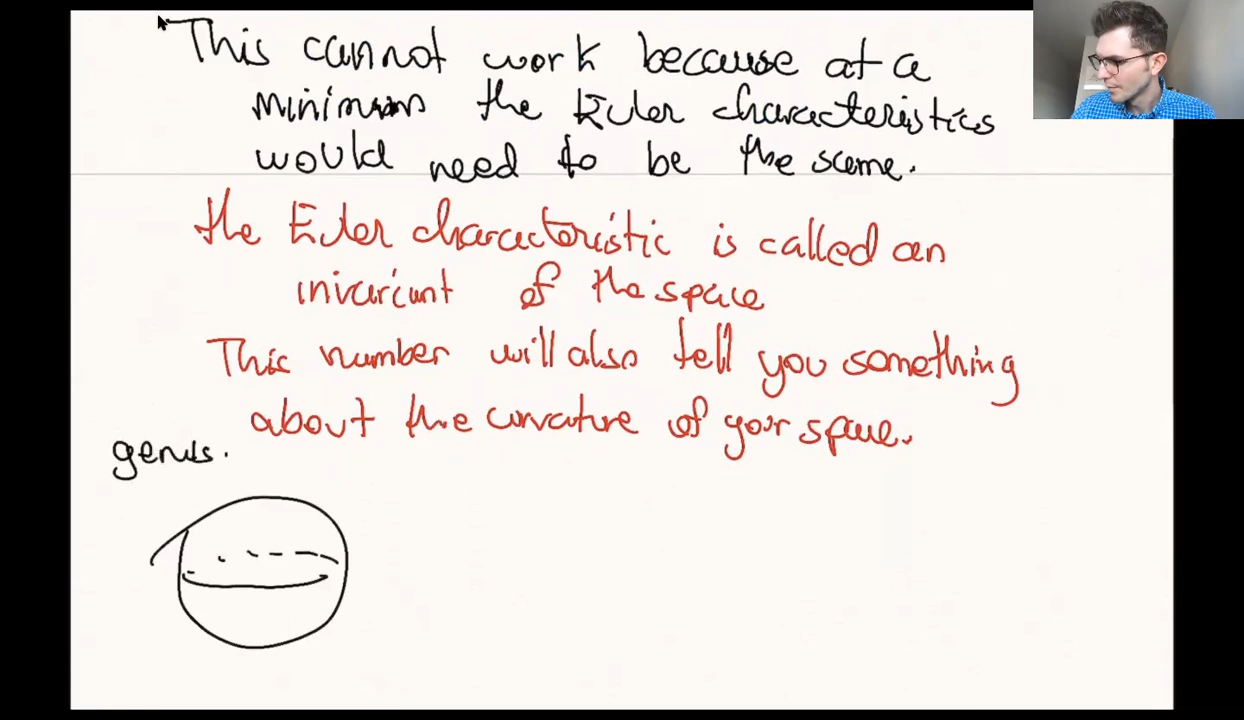 This cannot work because at a
minimum the Euler characteristics
would need to be the same.
the Euler characteristic is called an
invariant of the space
This number will also tell you something
about the curvature of your space.
genus.